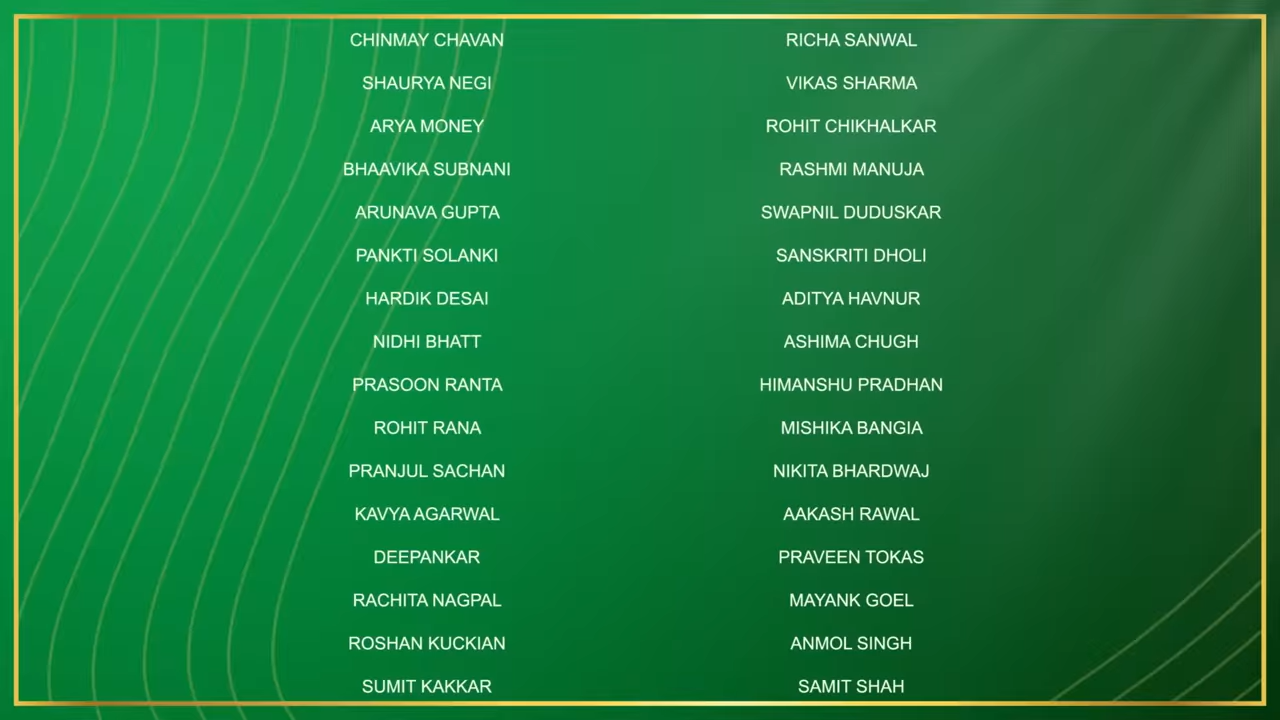 CHINMAY CHAVAN RICHA SANWAL
SHAURYA NEGI VIKAS SHARMA
ARYA MONEY ROHIT CHIKHALKAR
BHAAVIKA SUBNANI RASHMI MANUJA
ARUNAVA GUPTA SWAPNIL DUDUSKAR
PANKTI SOLANKI SANSKRITI DHOLI
HARDIK DESAI ADITYA HAVNUR
NIDHI BHATT ASHIMA CHUGH
PRASOON RANTA HIMANSHU PRADHAN
ROHIT RANA MISHIKA BANGIA
PRANJUL SACHAN NIKITA BHARDWAJ
KAVYA AGARWAL AAKASH RAWAL
DEEPANKAR PRAVEEN TOKAS
RACHITA NAGPAL MAYANK GOEL
ROSHAN KUCKIAN ANMOL SINGH
SUMIT KAKKAR SAMIT SHAH